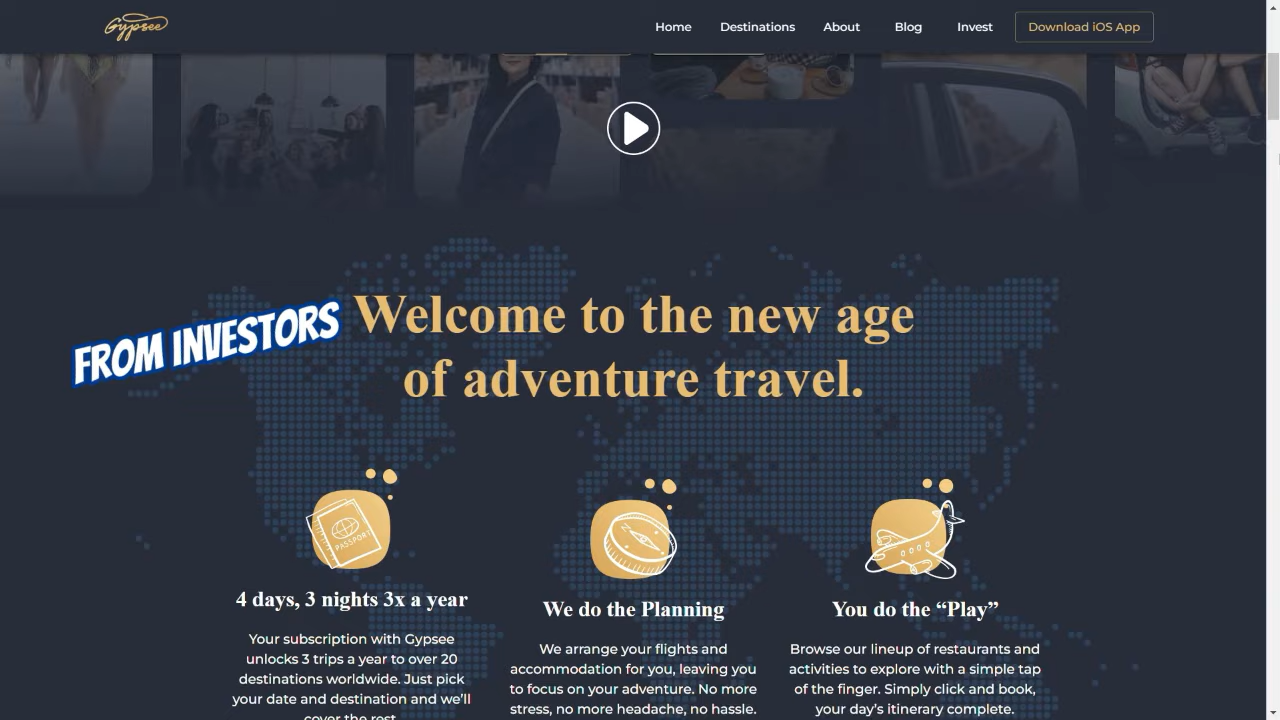 Gypsee
Home Destinations About Blog Invest Download iOS App
FROM INVESTORS
Welcome to the new age
of adventure travel.
PASSPORT
4 days, 3 nights 3x a year
Your subscription with Gypsee
unlocks 3 trips a year to over 20
destinations worldwide. Just pick
your date and destination and we’ll
cover the rest.
We do the Planning
We arrange your flights and
accommodation for you, leaving you
to focus on your adventure. No more
stress, no more headache, no hassle.
You do the “Play”
Browse our lineup of restaurants and
activities to explore with a simple tap
of the finger. Simply click and book,
your day’s itinerary complete.